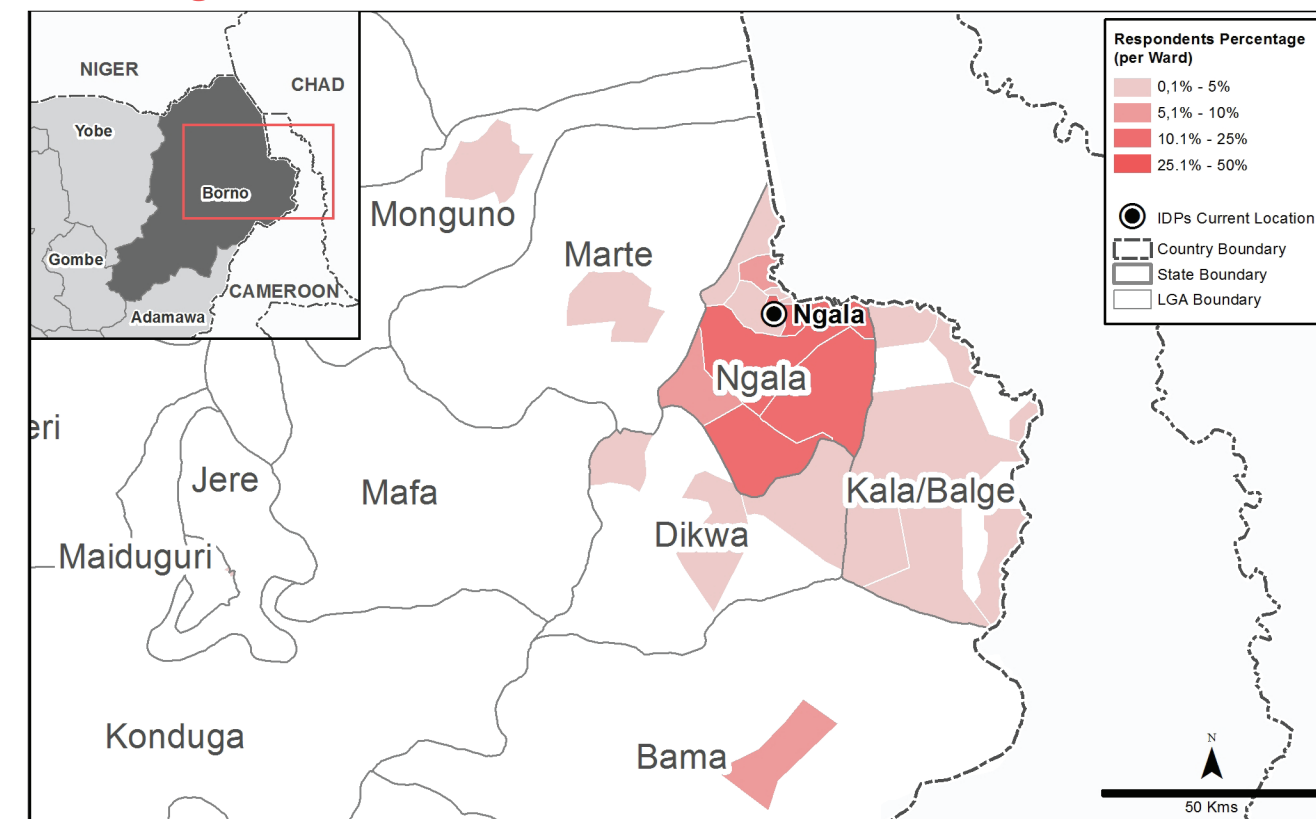 NIGER
CHAD
Yobe
Borno
Gombe
CAMEROON
Adamawa
Respondents Percentage
(per Ward)
0,1% - 5%
5,1% - 10%
10.1% - 25%
25.1% - 50%
IDPs Current Location
Country Boundary
State Boundary
LGA Boundary
Monguno
Marte
Ngala
Ngala
eri
Jere
Mafa
Kala/Balge
Dikwa
Maiduguri
Konduga
Bama
N
50 Kms